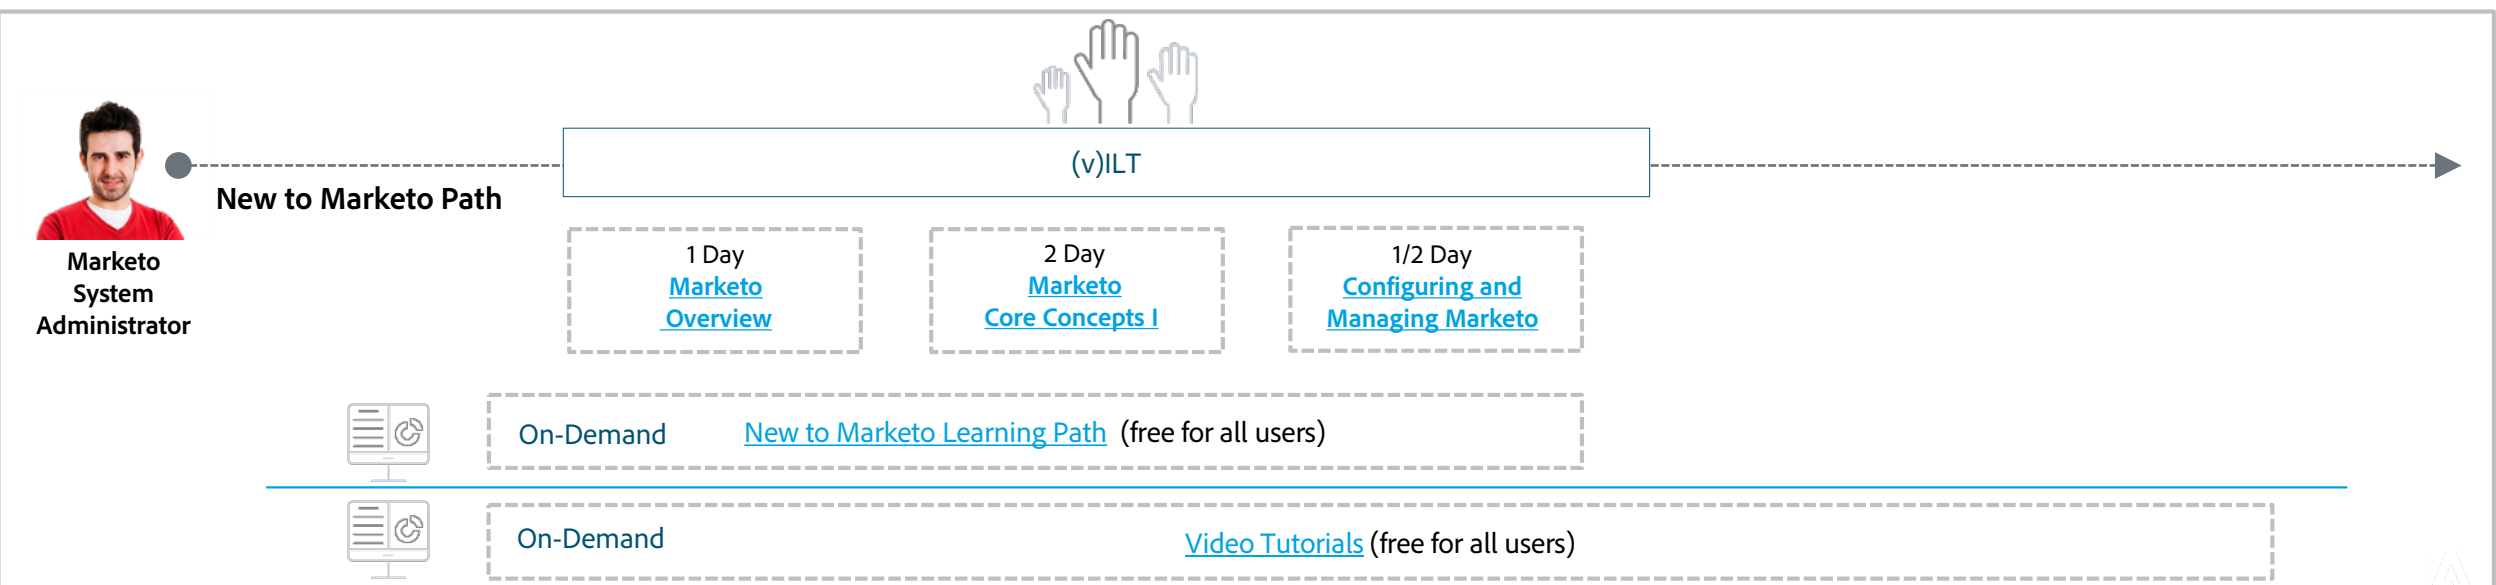 (v)ILT
New to Marketo Path
Marketo
System
Administrator
1 Day
Marketo
Overview
2 Day
Marketo
Core Concepts I
1/2 Day
Configuring and
Managing Marketo
On-Demand New to Marketo Learning Path (free for all users)
On-Demand Video Tutorials (free for all users)